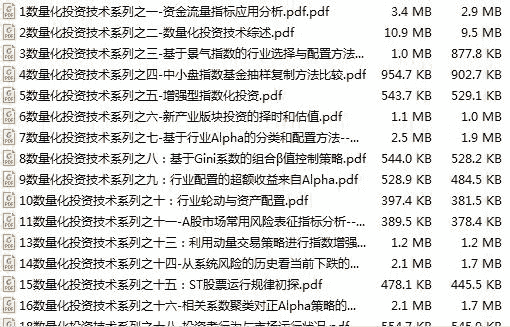 1数量化投资技术系列之一-资金流量指标应用分析.pdf.pdf 3.4 MB 2.9 MB
2数量化投资技术系列之二-数量化投资技术综述.pdf 10.9 MB 9.5 MB
3数量化投资技术系列之三-基于景气指数的行业选择与配置方法... 1.0 MB 877.8 KB
4数量化投资技术系列之四-中小盘指数基金抽样复制方法比较.pdf 954.7 KB 902.7 KB
5数量化投资技术系列之五-增强型指数化投资.pdf 543.7 KB 529.1 KB
6数量化投资技术系列之六-新产业版块投资的择时和估值.pdf 1.1 MB 1.0 MB
7数量化投资技术系列之七-基于行业Alpha的分类和配置方法--... 2.5 MB 1.9 MB
8数量化投资技术系列之八：基于Gini系数的组合β值控制策略.pdf 544.0 KB 528.2 KB
9数量化投资技术系列之九：行业配置的超额收益来自Alpha.pdf 528.9 KB 484.5 KB
10数量化投资技术系列之十：行业轮动与资产配置.pdf 397.4 KB 381.5 KB
11数量化投资技术系列之十一-A股市场常用风险表征指标分析--... 389.5 KB 378.4 KB
13数量化投资技术系列之十三：利用动量交易策略进行指数增强... 1.2 MB 1.2 MB
14数量化投资技术系列之十四-从系统风险的历史看当前下跌的... 2.1 MB 1.7 MB
15数量化投资技术系列之十五：ST股票运行规律初探.pdf 478.1 KB 445.5 KB
16数量化投资技术系列之十六-相关系数聚类对正Alpha策略的... 2.1 MB 1.7 MB